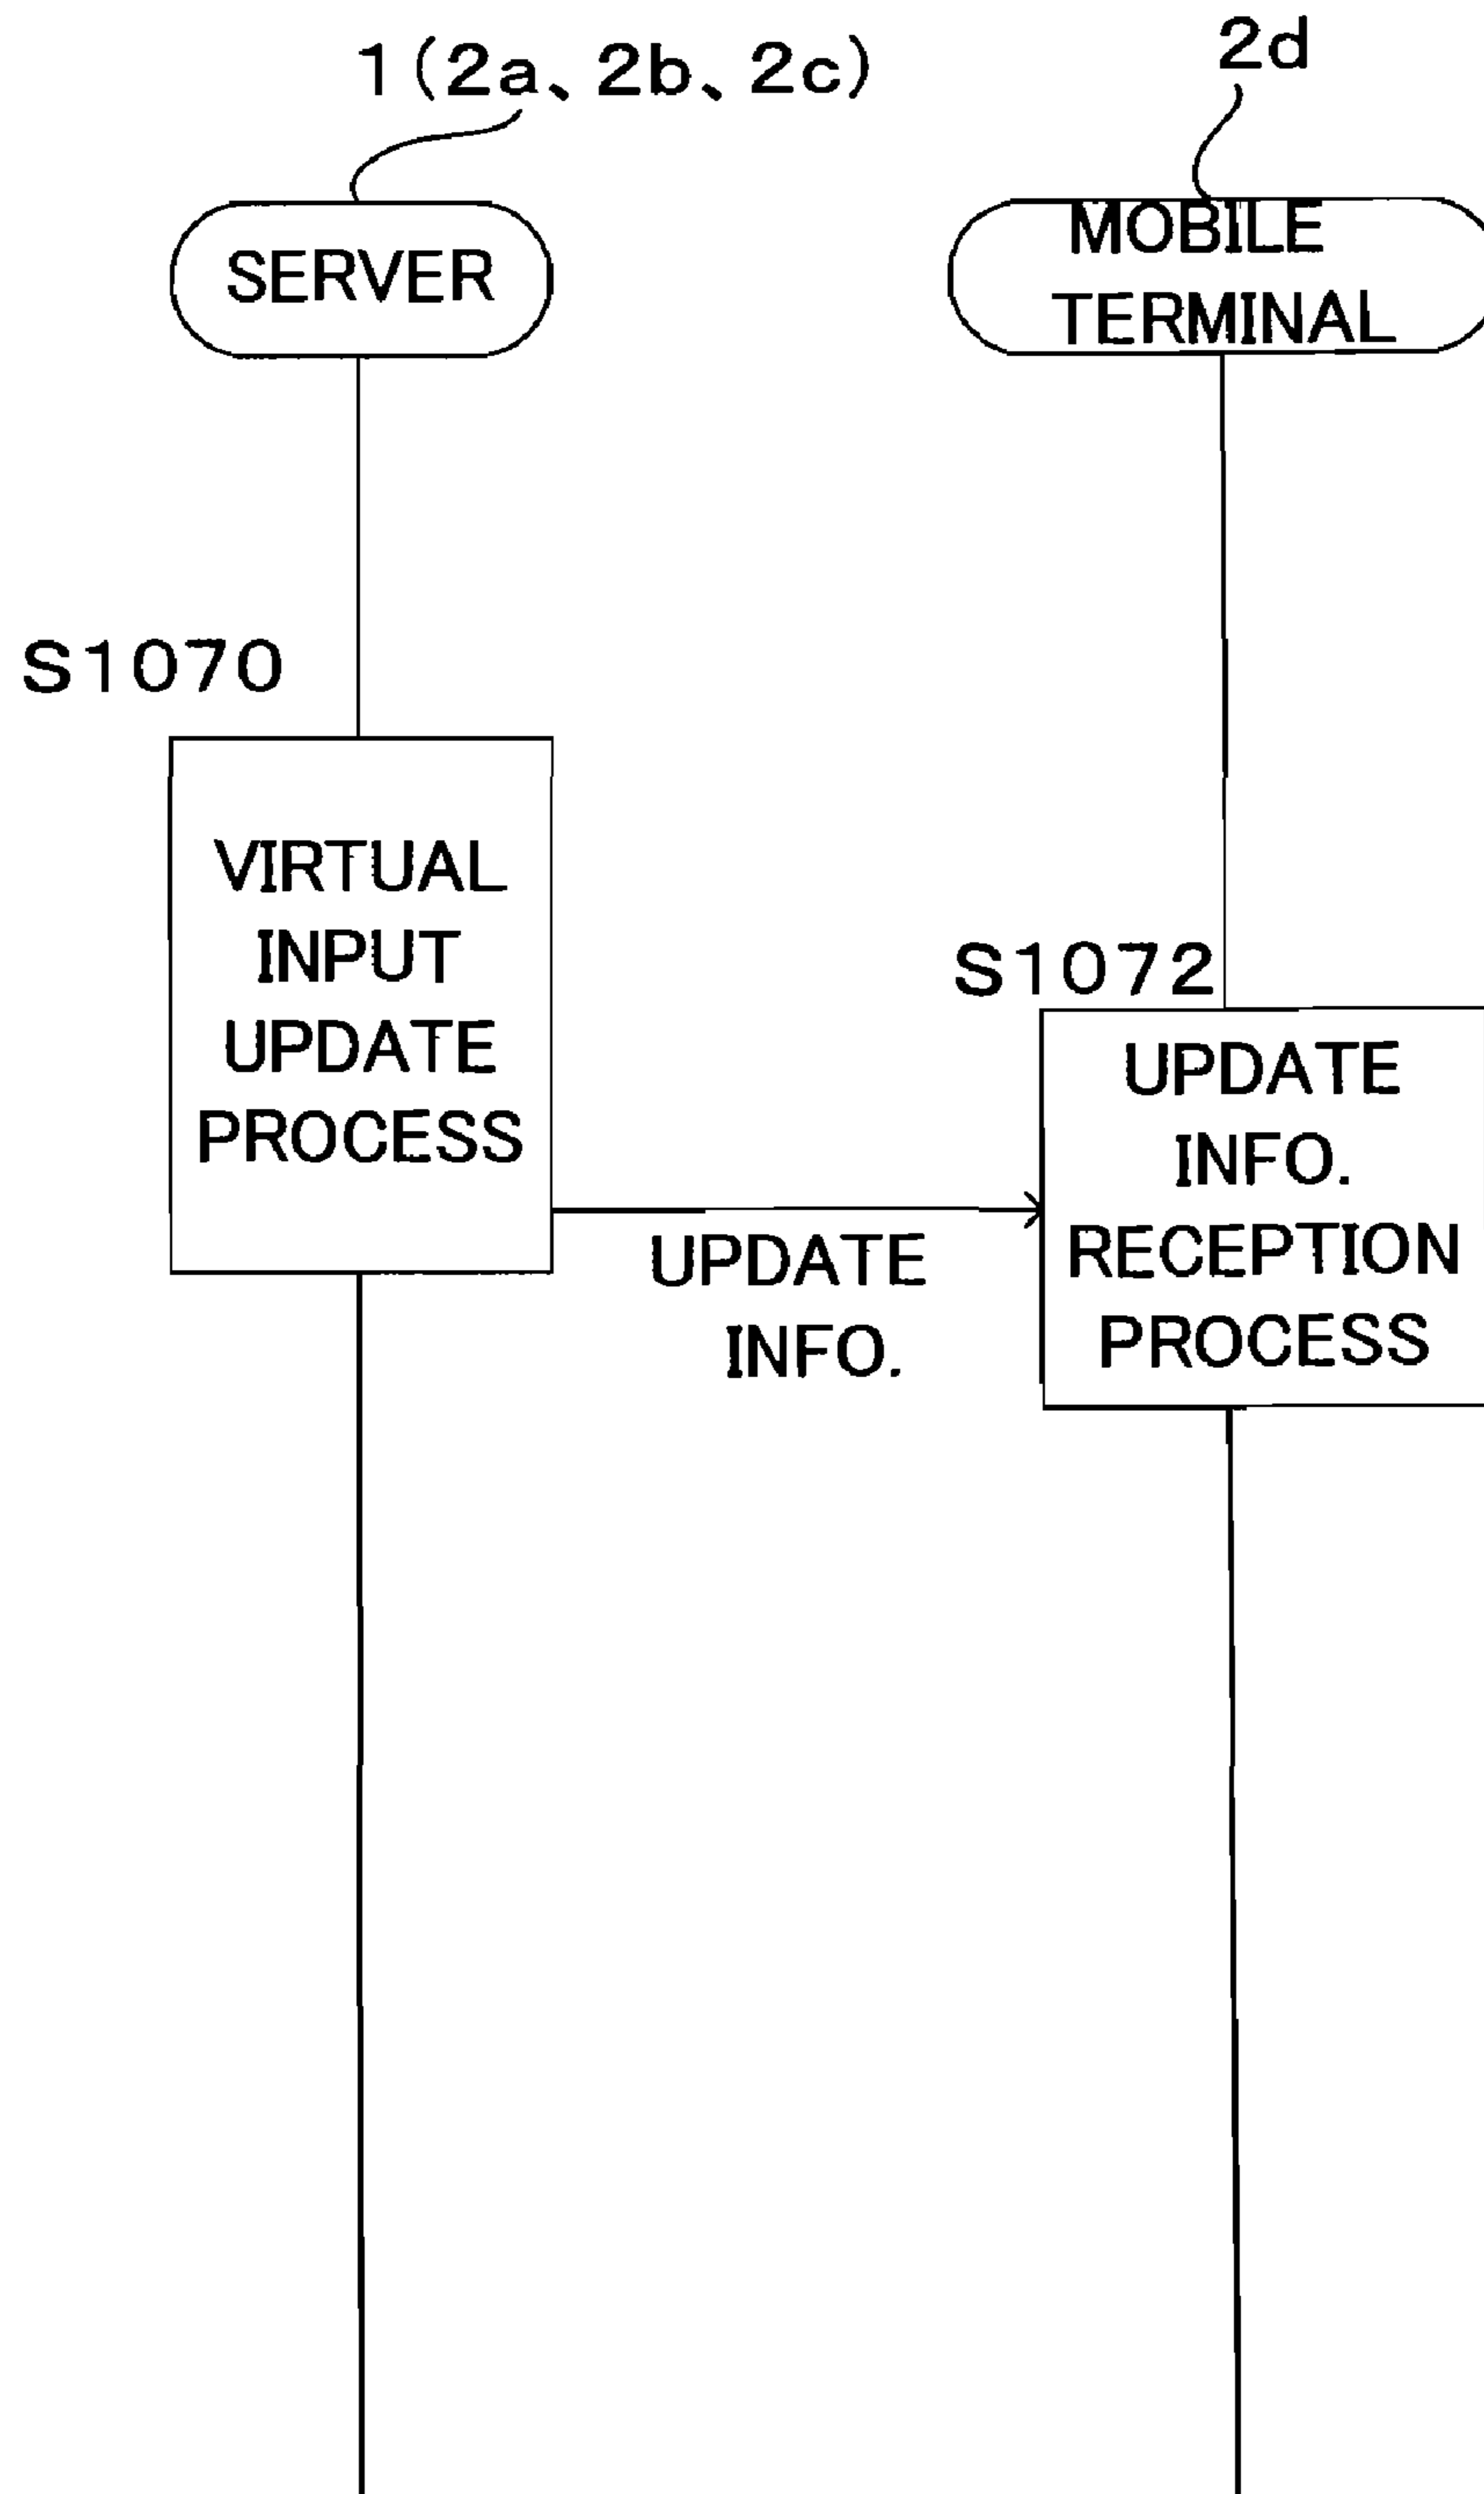 1(2a、2b、2c)
2d
SERVER
MOBILE
TERMINAL
S1070
VIRTUAL
INPUT
UPDATE
PROCESS
S1072
UPDATE
INFO.
RECEPTION
PROCESS
UPDATE
INFO.